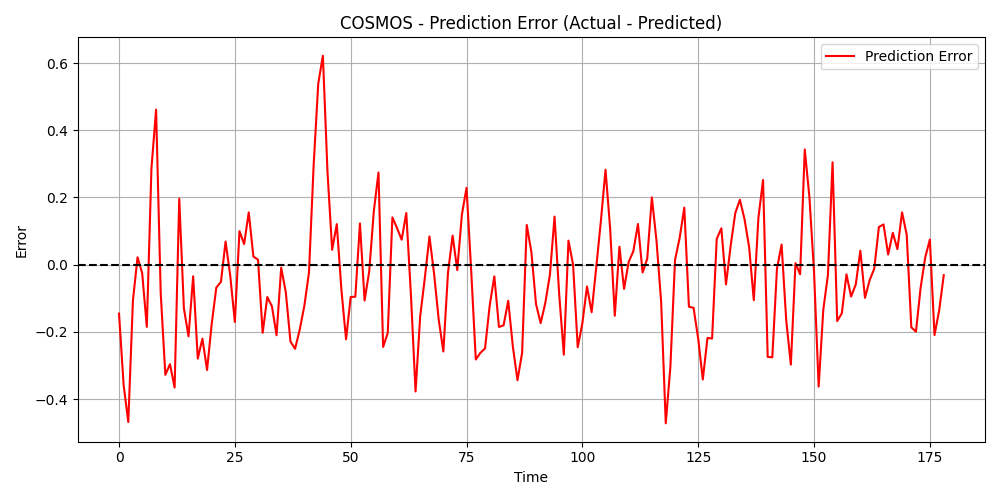 COSMOS - Prediction Error (Actual - Predicted)
Prediction Error
Error
0.6
0.4
0.2
0.0
−0.2
−0.4
0 25 50 75 100 125 150 175
Time